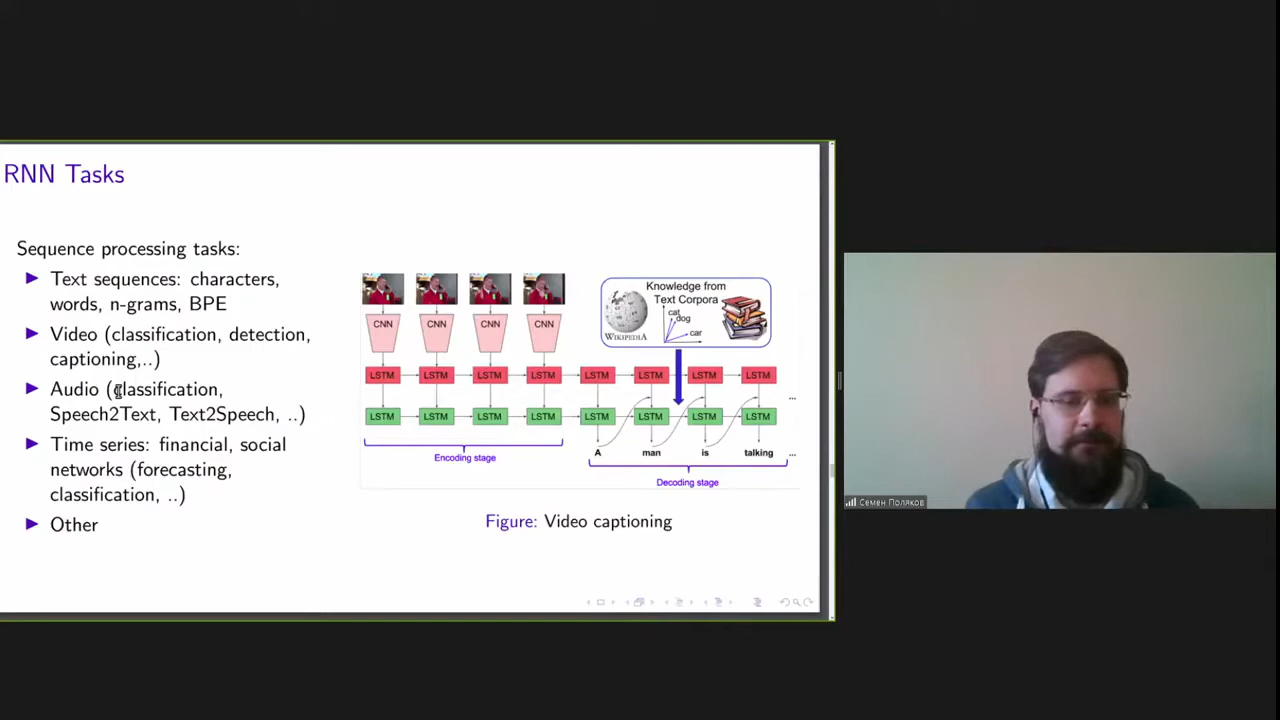 RNN Tasks
Sequence processing tasks:
Text sequences: characters,
words, n-grams, BPE
Video (classification, detection,
captioning,..)
Audio (classification,
Speech2Text, Text2Speech, ..)
Time series: financial, social
networks (forecasting,
classification, ..)
Other
Knowledge from
Text Corpora
cat
dog
car
WIKIPEDIA
CNN CNN CNN CNN
LSTM LSTM LSTM LSTM LSTM LSTM LSTM LSTM
...
LSTM LSTM LSTM LSTM LSTM LSTM LSTM LSTM
A man is talking ...
Encoding stage
Decoding stage
Figure: Video captioning
Семен Поляков